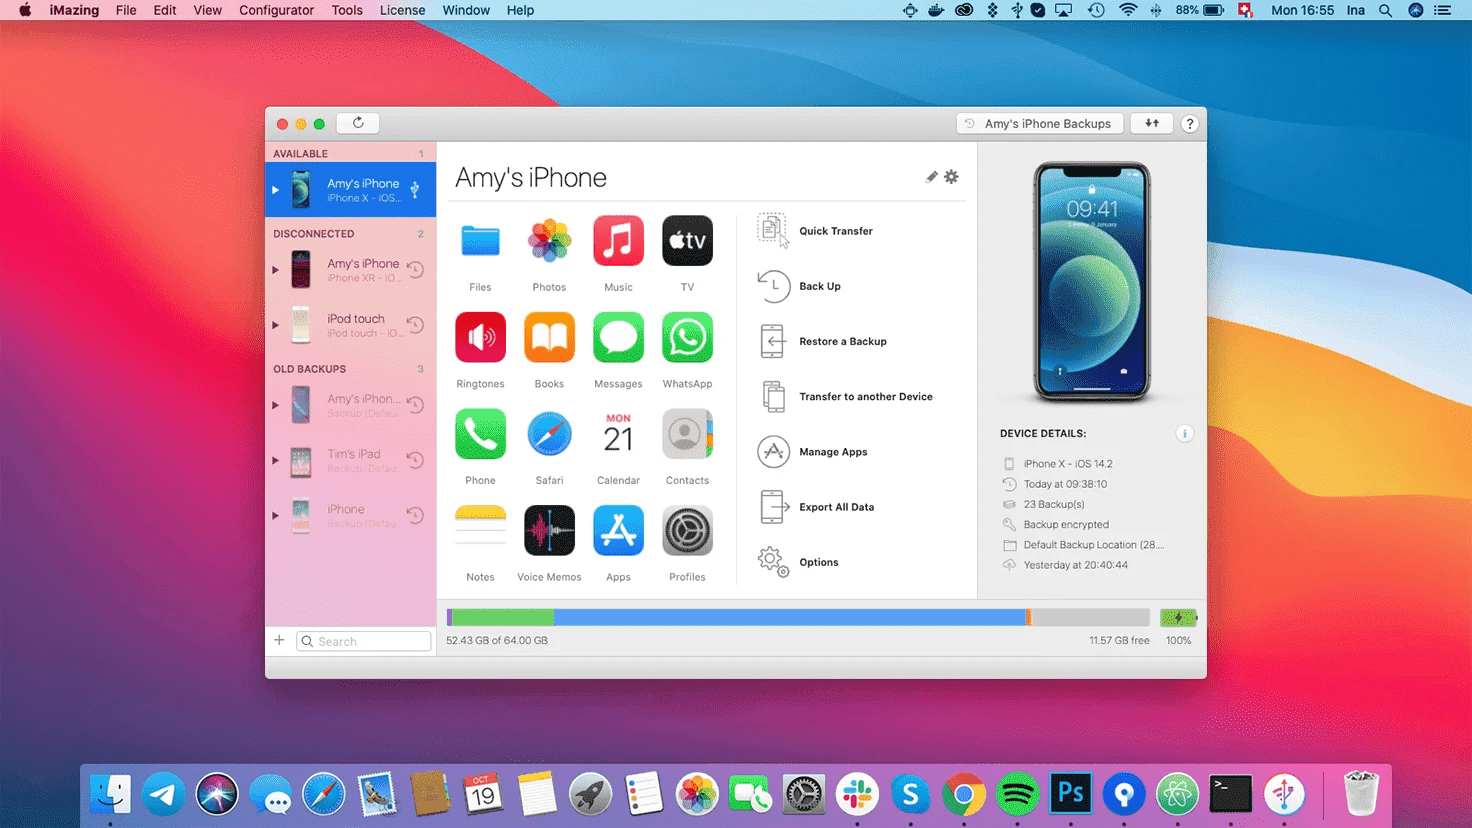 iMazing File Edit View Configurator Tools License Window Help
88% Mon 16:55 Ina
Amy's iPhone Backups ?
AVAILABLE 1
Amy's iPhone
iPhone X - iOS...
DISCONNECTED 2
Amy's iPhone
iPhone XR - iO...
iPod touch
iPod touch - iO...
OLD BACKUPS 3
Amy's iPhon...
Backup (Defau...
Tim's iPad
Backup (Defau...
iPhone
Backup (Defau...
Search
Amy's iPhone
tv
Files Photos Music TV
Ringtones Books Messages WhatsApp
MON
21
Phone Safari Calendar Contacts
Notes Voice Memos Apps Profiles
Quick Transfer
Back Up
Restore a Backup
Transfer to another Device
Manage Apps
Export All Data
Options
09:41
DEVICE DETAILS: i
iPhone X - iOS 14.2
Today at 09:38:10
23 Backup(s)
Backup encrypted
Default Backup Location (28....
Yesterday at 20:40:44
52.43 GB of 64.00 GB
11.57 GB free 100%
OCT
19
S
Ps